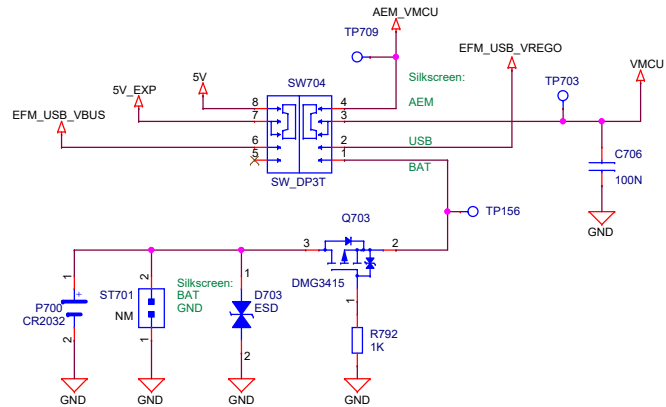 AEM_VMCU
TP709
EFM_USB_VREGO
5V
SW704
Silkscreen:
VMCU
5V_EXP
TP703
8
4
AEM
7
3
EFM_USB_VBUS
6
2
USB
5
1
BAT
SW_DP3T
C706
100N
GND
TP156
Q703
3
2
DMG3415
1
2
Silkscreen:
BAT
GND
1
D703
ESD
ST701
NM
+
P700
CR2032
1
R792
1K
2
1
2
GND
GND
GND
GND